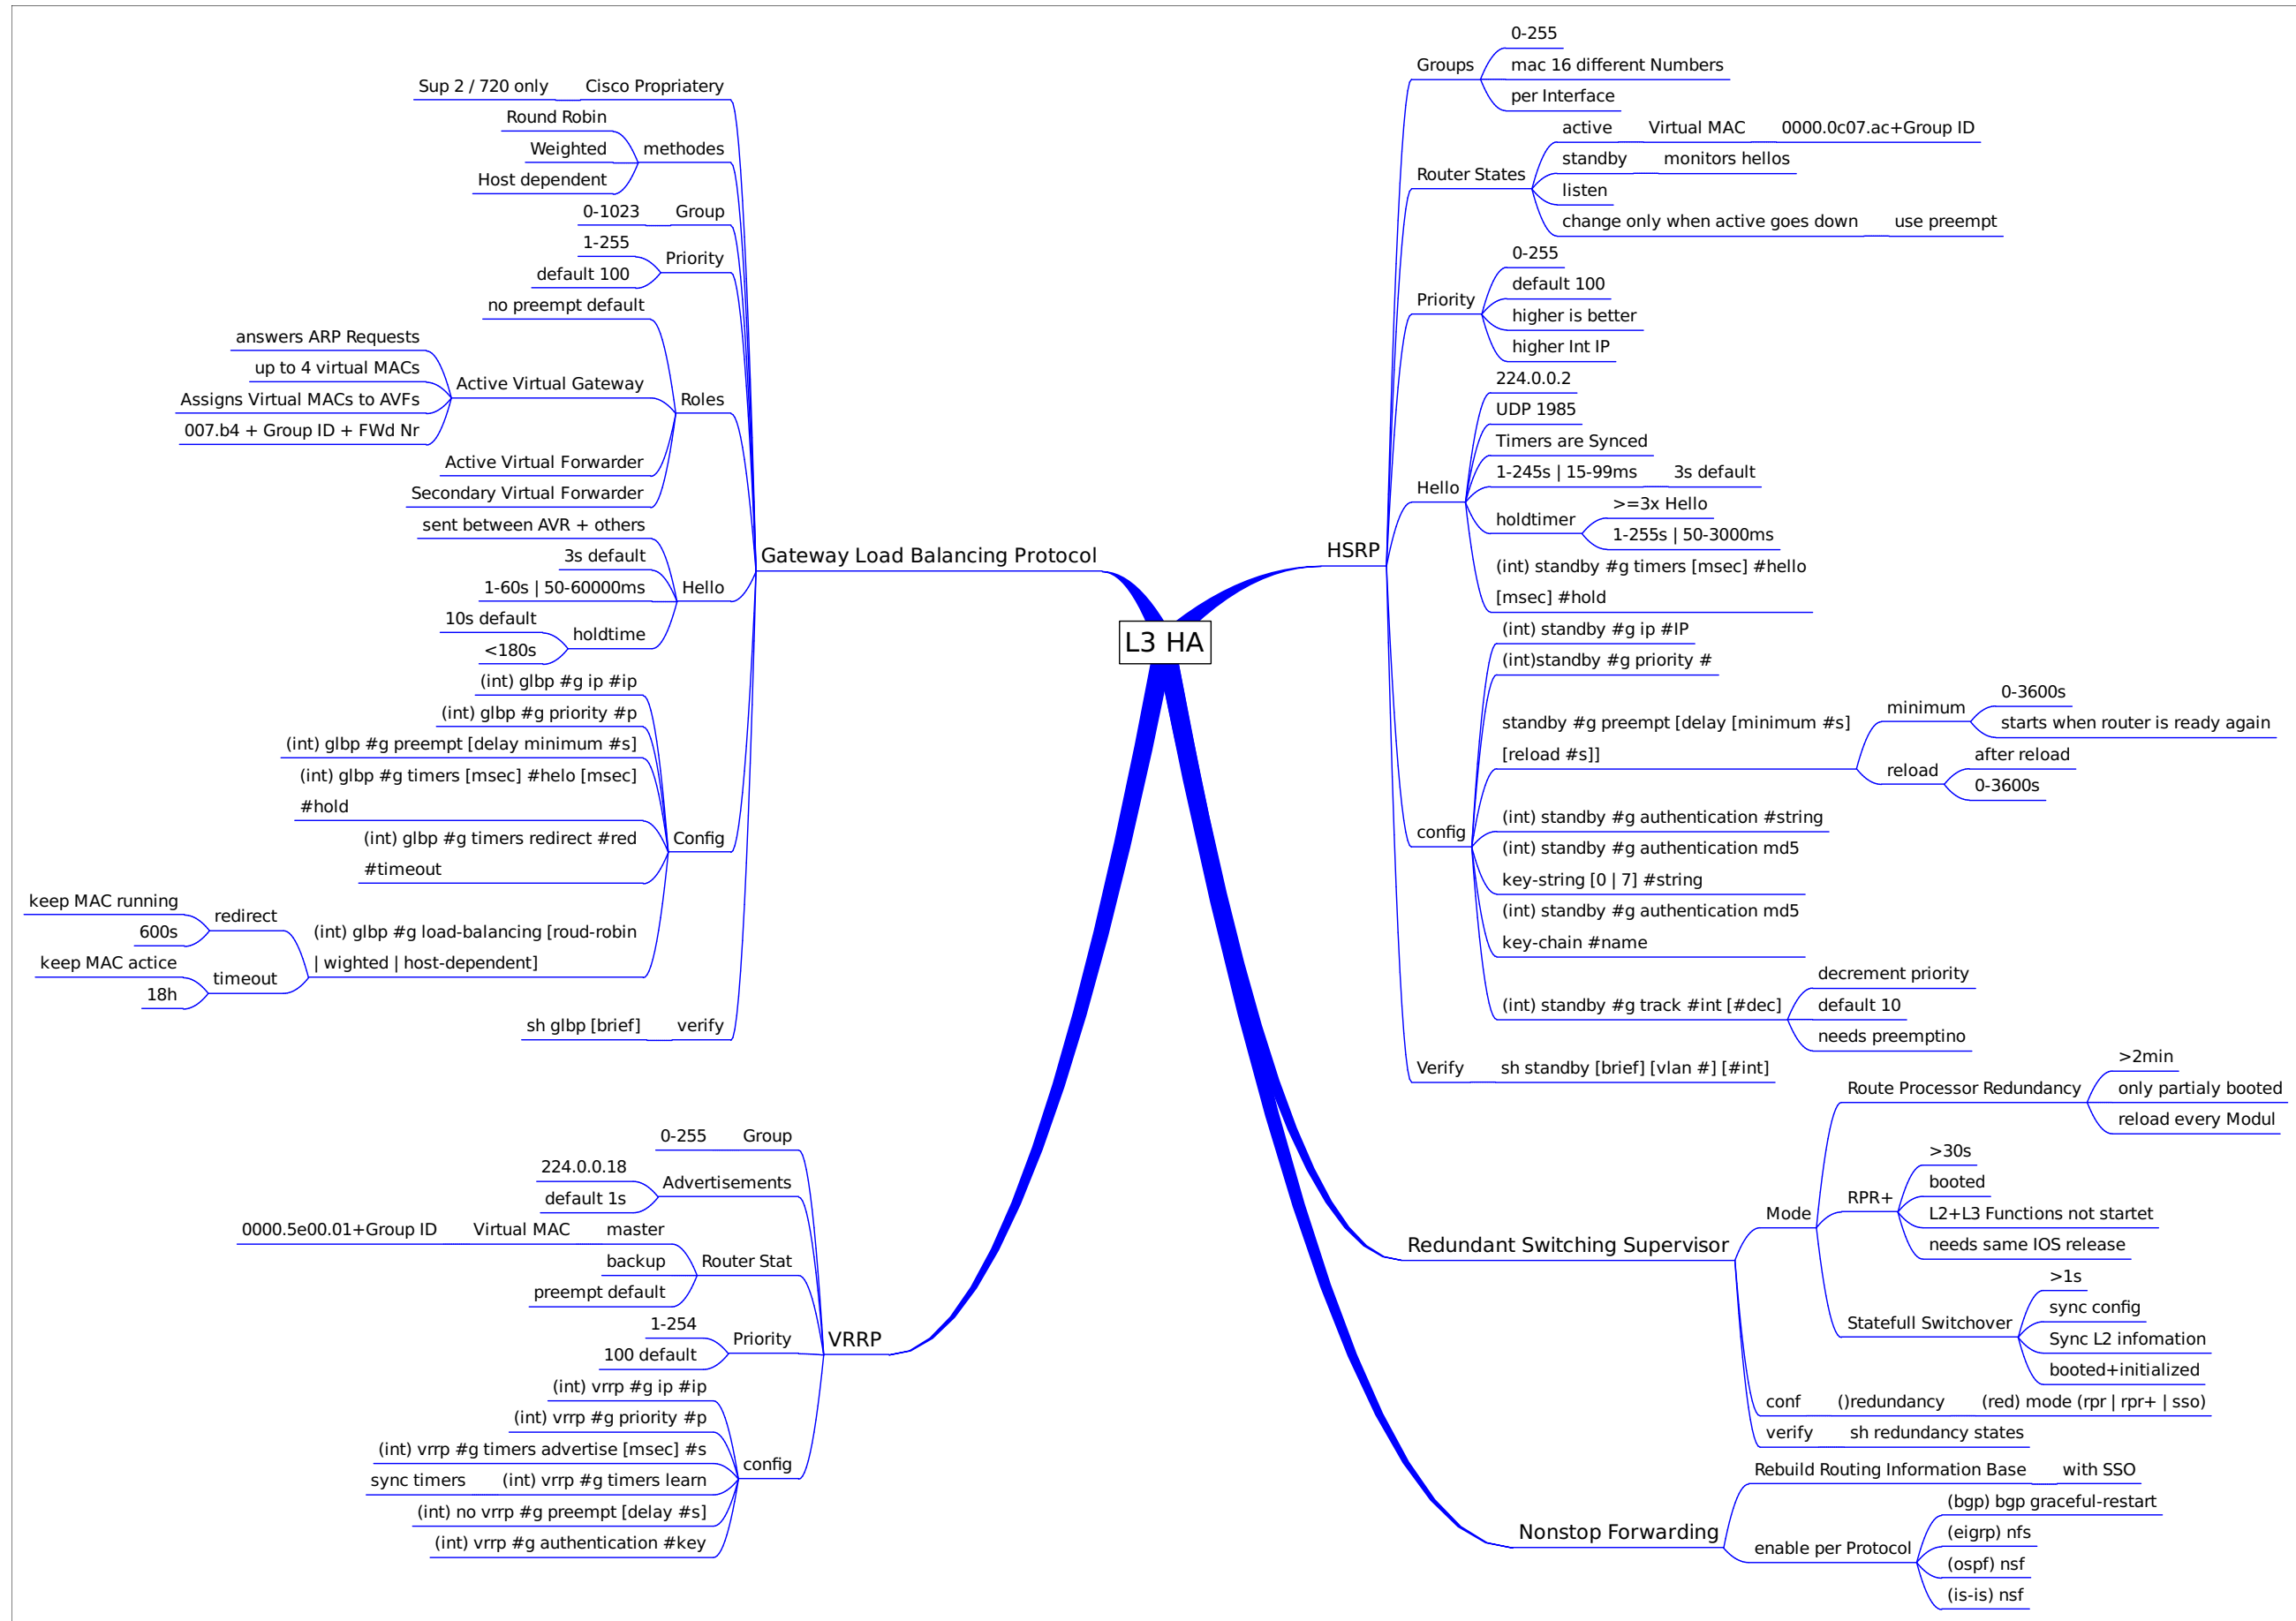 L3 HA
Gateway Load Balancing Protocol
Cisco Propriatery
Sup 2 / 720 only
methodes
Round Robin
Weighted
Host dependent
Group
0-1023
Priority
1-255
default 100
Roles
no preempt default
Active Virtual Gateway
answers ARP Requests
up to 4 virtual MACs
Assigns Virtual MACs to AVFs
007.b4 + Group ID + FWd Nr
Active Virtual Forwarder
Secondary Virtual Forwarder
Hello
sent between AVR + others
3s default
1-60s | 50-60000ms
holdtime
10s default
<180s
Config
(int) glbp #g ip #ip
(int) glbp #g priority #p
(int) glbp #g preempt [delay minimum #s]
(int) glbp #g timers [msec] #helo [msec]
#hold
(int) glbp #g timers redirect #red
#timeout
(int) glbp #g load-balancing [roud-robin
| wighted | host-dependent]
redirect
keep MAC running
600s
timeout
keep MAC actice
18h
verify
sh glbp [brief]
VRRP
Group
0-255
Advertisements
224.0.0.18
default 1s
Router Stat
master
Virtual MAC
0000.5e00.01+Group ID
backup
preempt default
Priority
1-254
100 default
config
(int) vrrp #g ip #ip
(int) vrrp #g priority #p
(int) vrrp #g timers advertise [msec] #s
(int) vrrp #g timers learn
sync timers
(int) no vrrp #g preempt [delay #s]
(int) vrrp #g authentication #key
HSRP
Groups
0-255
mac 16 different Numbers
per Interface
Router States
active
Virtual MAC
0000.0c07.ac+Group ID
standby
monitors hellos
listen
change only when active goes down
use preempt
Priority
0-255
default 100
higher is better
higher Int IP
Hello
224.0.0.2
UDP 1985
Timers are Synced
1-245s | 15-99ms
3s default
holdtimer
>=3x Hello
1-255s | 50-3000ms
(int) standby #g timers [msec] #hello
[msec] #hold
config
(int) standby #g ip #IP
(int)standby #g priority #
standby #g preempt [delay [minimum #s]
[reload #s]]
minimum
0-3600s
starts when router is ready again
reload
after reload
0-3600s
(int) standby #g authentication #string
(int) standby #g authentication md5
key-string [0 | 7] #string
(int) standby #g authentication md5
key-chain #name
(int) standby #g track #int [#dec]
decrement priority
default 10
needs preemptino
Verify
sh standby [brief] [vlan #] [#int]
Redundant Switching Supervisor
Mode
Route Processor Redundancy
>2min
only partialy booted
reload every Modul
RPR+
>30s
booted
L2+L3 Functions not startet
needs same IOS release
Statefull Switchover
>1s
sync config
Sync L2 infomation
booted+initialized
conf
()redundancy
(red) mode (rpr | rpr+ | sso)
verify
sh redundancy states
Nonstop Forwarding
Rebuild Routing Information Base
with SSO
enable per Protocol
(bgp) bgp graceful-restart
(eigrp) nfs
(ospf) nsf
(is-is) nsf